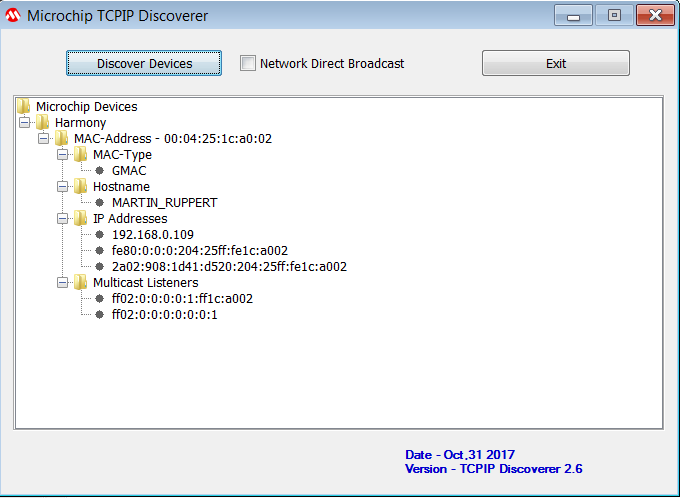 Microchip TCPIP Discoverer
Discover Devices
Network Direct Broadcast
Exit
Microchip Devices
Harmony
MAC-Address - 00:04:25:1c:a0:02
MAC-Type
GMAC
Hostname
MARTIN_RUPPERT
IP Addresses
192.168.0.109
fe80:0:0:0:204:25ff:fe1c:a002
2a02:908:1d41:d520:204:25ff:fe1c:a002
Multicast Listeners
ff02:0:0:0:0:1:ff1c:a002
ff02:0:0:0:0:0:0:1
Date - Oct,31 2017
Version - TCPIP Discoverer 2.6